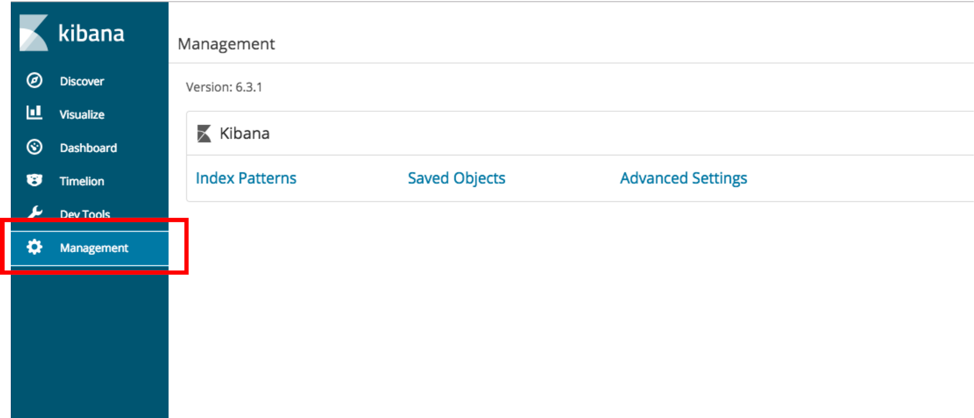 kibana
Discover
Visualize
Dashboard
Timelion
Dev Tools
Management
Management
Version: 6.3.1
Kibana
Index Patterns Saved Objects Advanced Settings